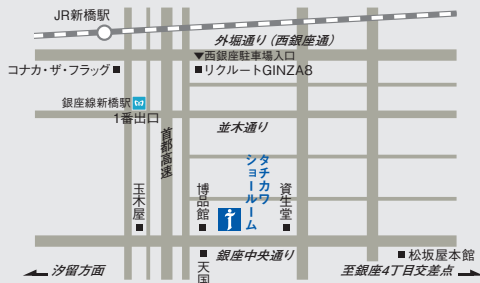 JR新橋駅
外堀通り（西銀座通）
▼西銀座駐車場入口
コナカ・ザ・フラッグ■
■リクルートGINZA8
銀座線新橋駅
1番出口
並木通り
首都高速
タチカワ
ショールーム
玉木屋
博品館
資生堂
銀座中央通り
天国
■松坂屋本館
汐留方面
至銀座4丁目交差点